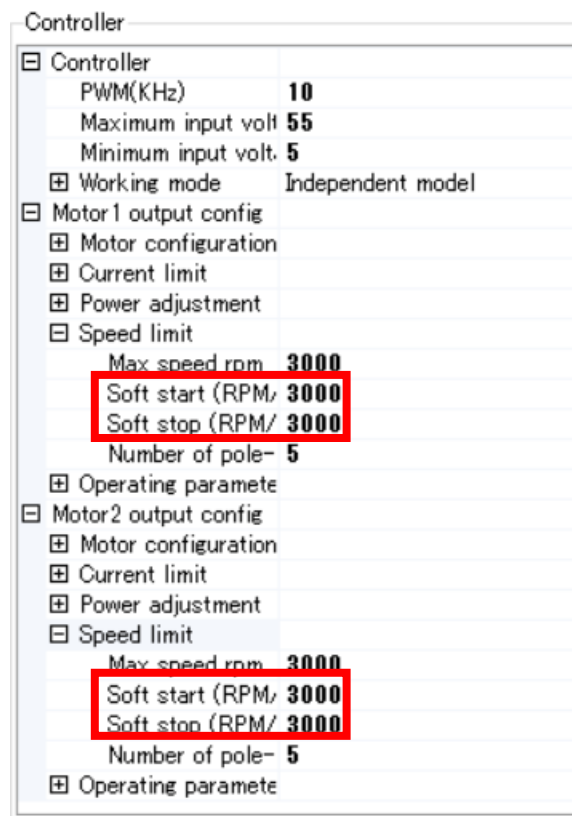 Controller
Controller
PWM(KHz) 10
Maximum input volt 55
Minimum input volt. 5
Working mode Independent model
Motor1 output config
Motor configuration
Current limit
Power adjustment
Speed limit
Max speed rpm 3000
Soft start (RPM/ 3000
Soft stop (RPM/ 3000
Number of pole- 5
Operating paramete
Motor2 output config
Motor configuration
Current limit
Power adjustment
Speed limit
Max speed rpm 3000
Soft start (RPM/ 3000
Soft stop (RPM/ 3000
Number of pole- 5
Operating paramete